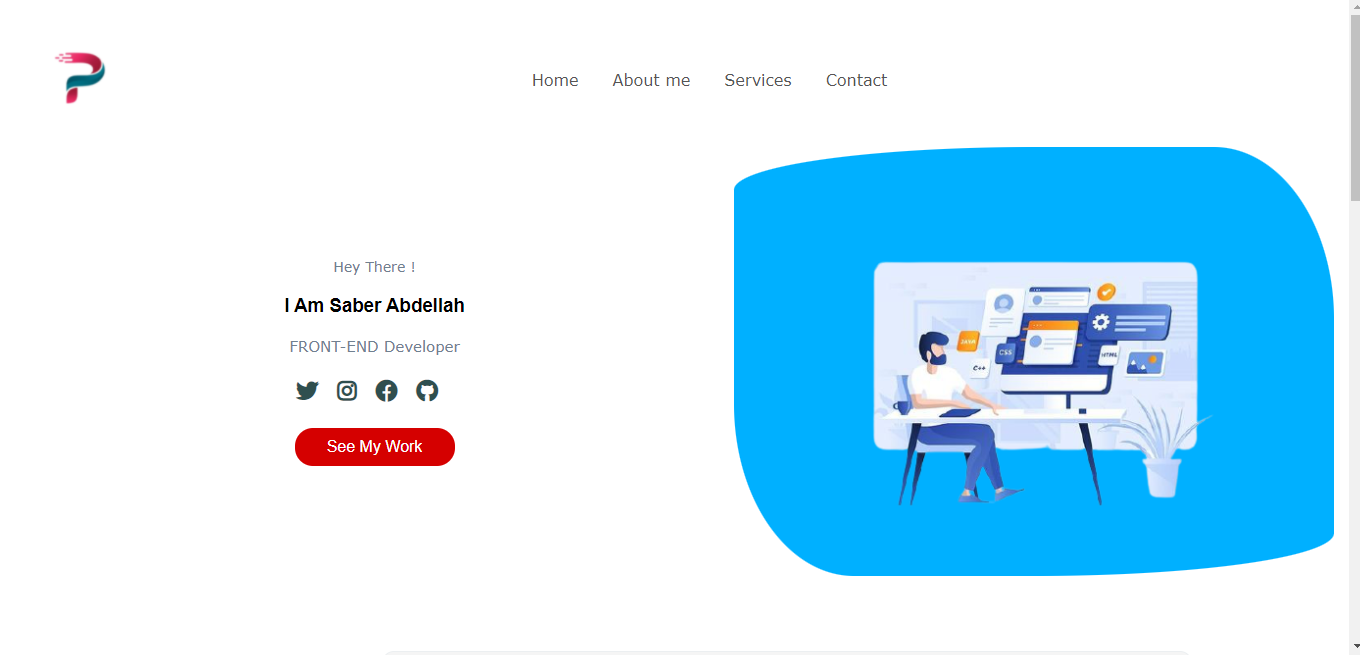 Home About me Services Contact
Hey There !
I Am Saber Abdellah
FRONT-END Developer
See My Work
JAVA
CSS
C++
HTML